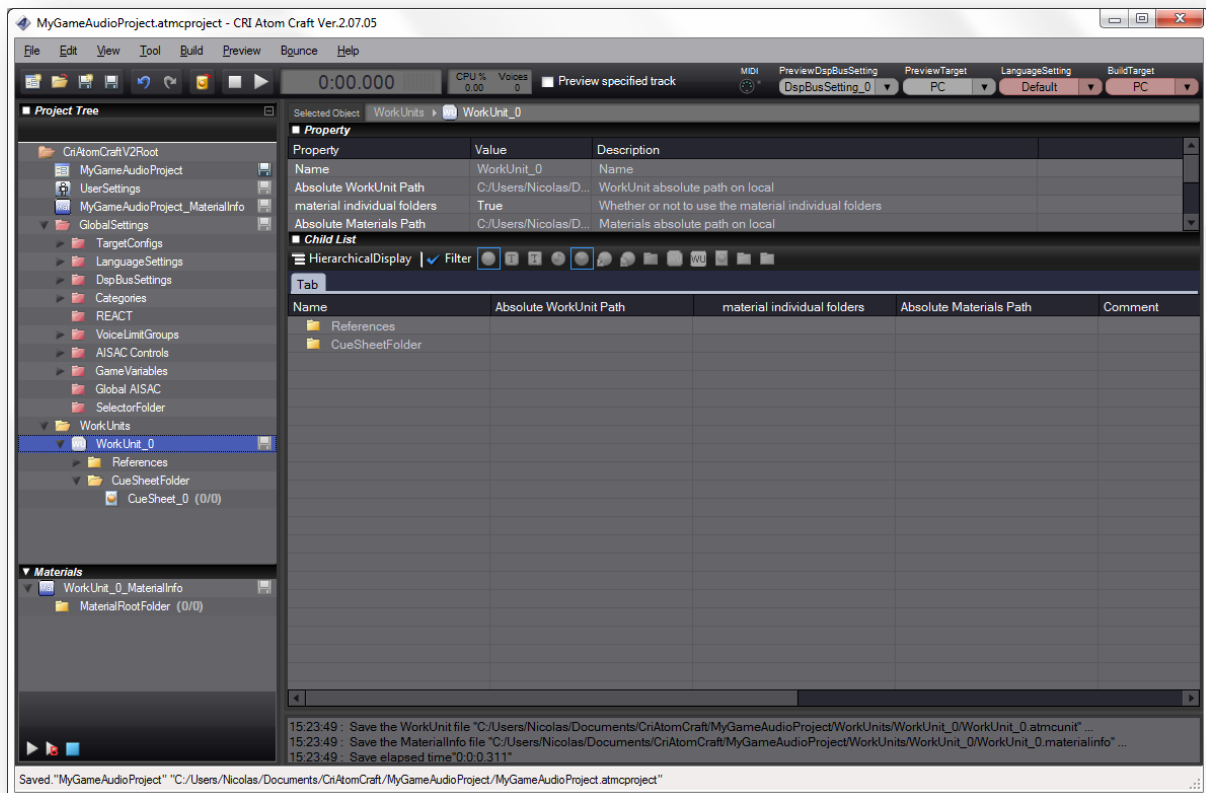 MyGameAudioProject.atmcproject - CRI Atom Craft Ver.2.07.05
File Edit View Tool Build Preview Bounce Help
0:00.000
CPU % Voices
0.00 0
Preview specified track
MIDI
PreviewDspBusSetting
DspBusSetting_0
PreviewTarget
PC
LanguageSetting
Default
BuildTarget
PC
Project Tree
CriAtomCraftV2Root
MyGameAudioProject
UserSettings
MyGameAudioProject_MaterialInfo
GlobalSettings
TargetConfigs
LanguageSettings
DspBusSettings
Categories
REACT
VoiceLimitGroups
AISAC Controls
GameVariables
Global AISAC
SelectorFolder
WorkUnits
WorkUnit_0
References
CueSheetFolder
CueSheet_0 (0/0)
Materials
WorkUnit_0_MaterialInfo
MaterialRootFolder (0/0)
Selected Object WorkUnits WU WorkUnit_0
Property
Property Value Description
Name WorkUnit_0 Name
Absolute WorkUnit Path C:/Users/Nicolas/D... WorkUnit absolute path on local
material individual folders True Whether or not to use the material individual folders
Absolute Materials Path C:/Users/Nicolas/D... Materials absolute path on local
Child List
HierarchicalDisplay Filter WU
Tab
Name Absolute WorkUnit Path material individual folders Absolute Materials Path Comment
References
CueSheetFolder
15:23:49 : Save the WorkUnit file "C:/Users/Nicolas/Documents/CriAtomCraft/MyGameAudioProject/WorkUnits/WorkUnit_0/WorkUnit_0.atmcunit" ...
15:23:49 : Save the MaterialInfo file "C:/Users/Nicolas/Documents/CriAtomCraft/MyGameAudioProject/WorkUnits/WorkUnit_0/WorkUnit_0.materialinfo" ...
15:23:49 : Save elapsed time"0:0:0.311"
Saved."MyGameAudioProject" "C:/Users/Nicolas/Documents/CriAtomCraft/MyGameAudioProject/MyGameAudioProject.atmcproject"